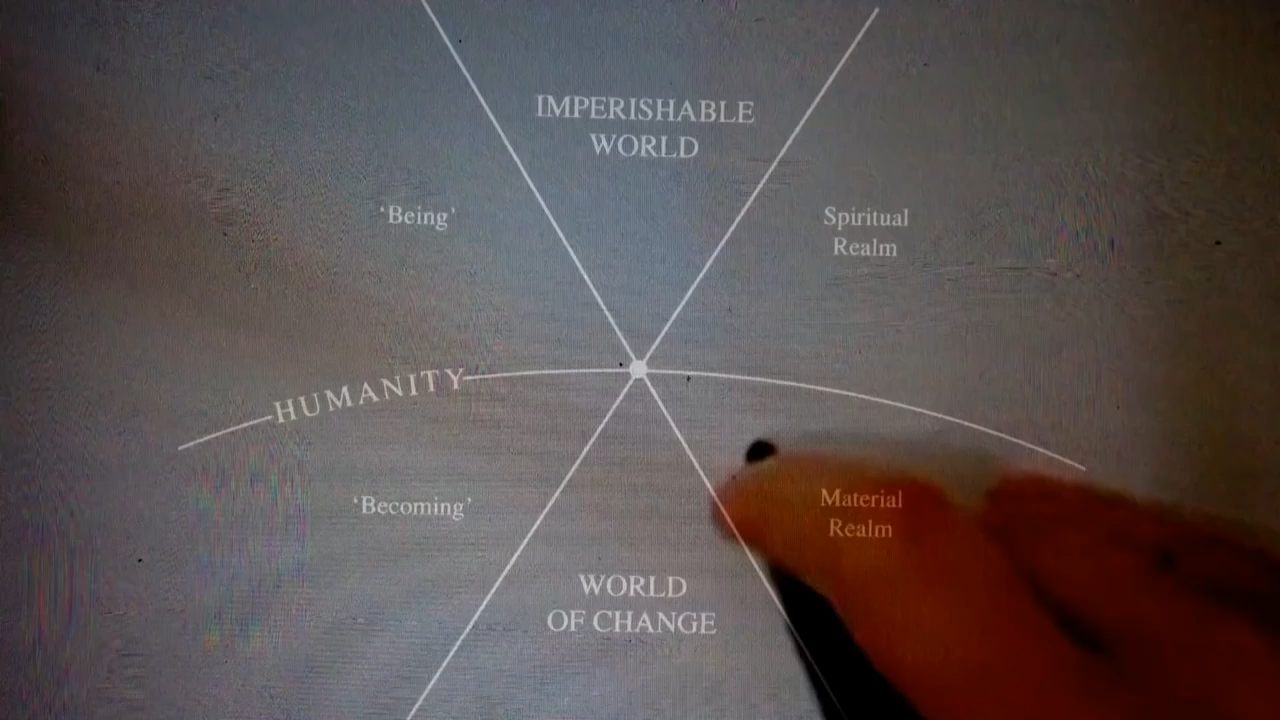 IMPERISHABLE
WORLD
‘Being’
Spiritual
Realm
HUMANITY
‘Becoming’
Material
Realm
WORLD
OF CHANGE